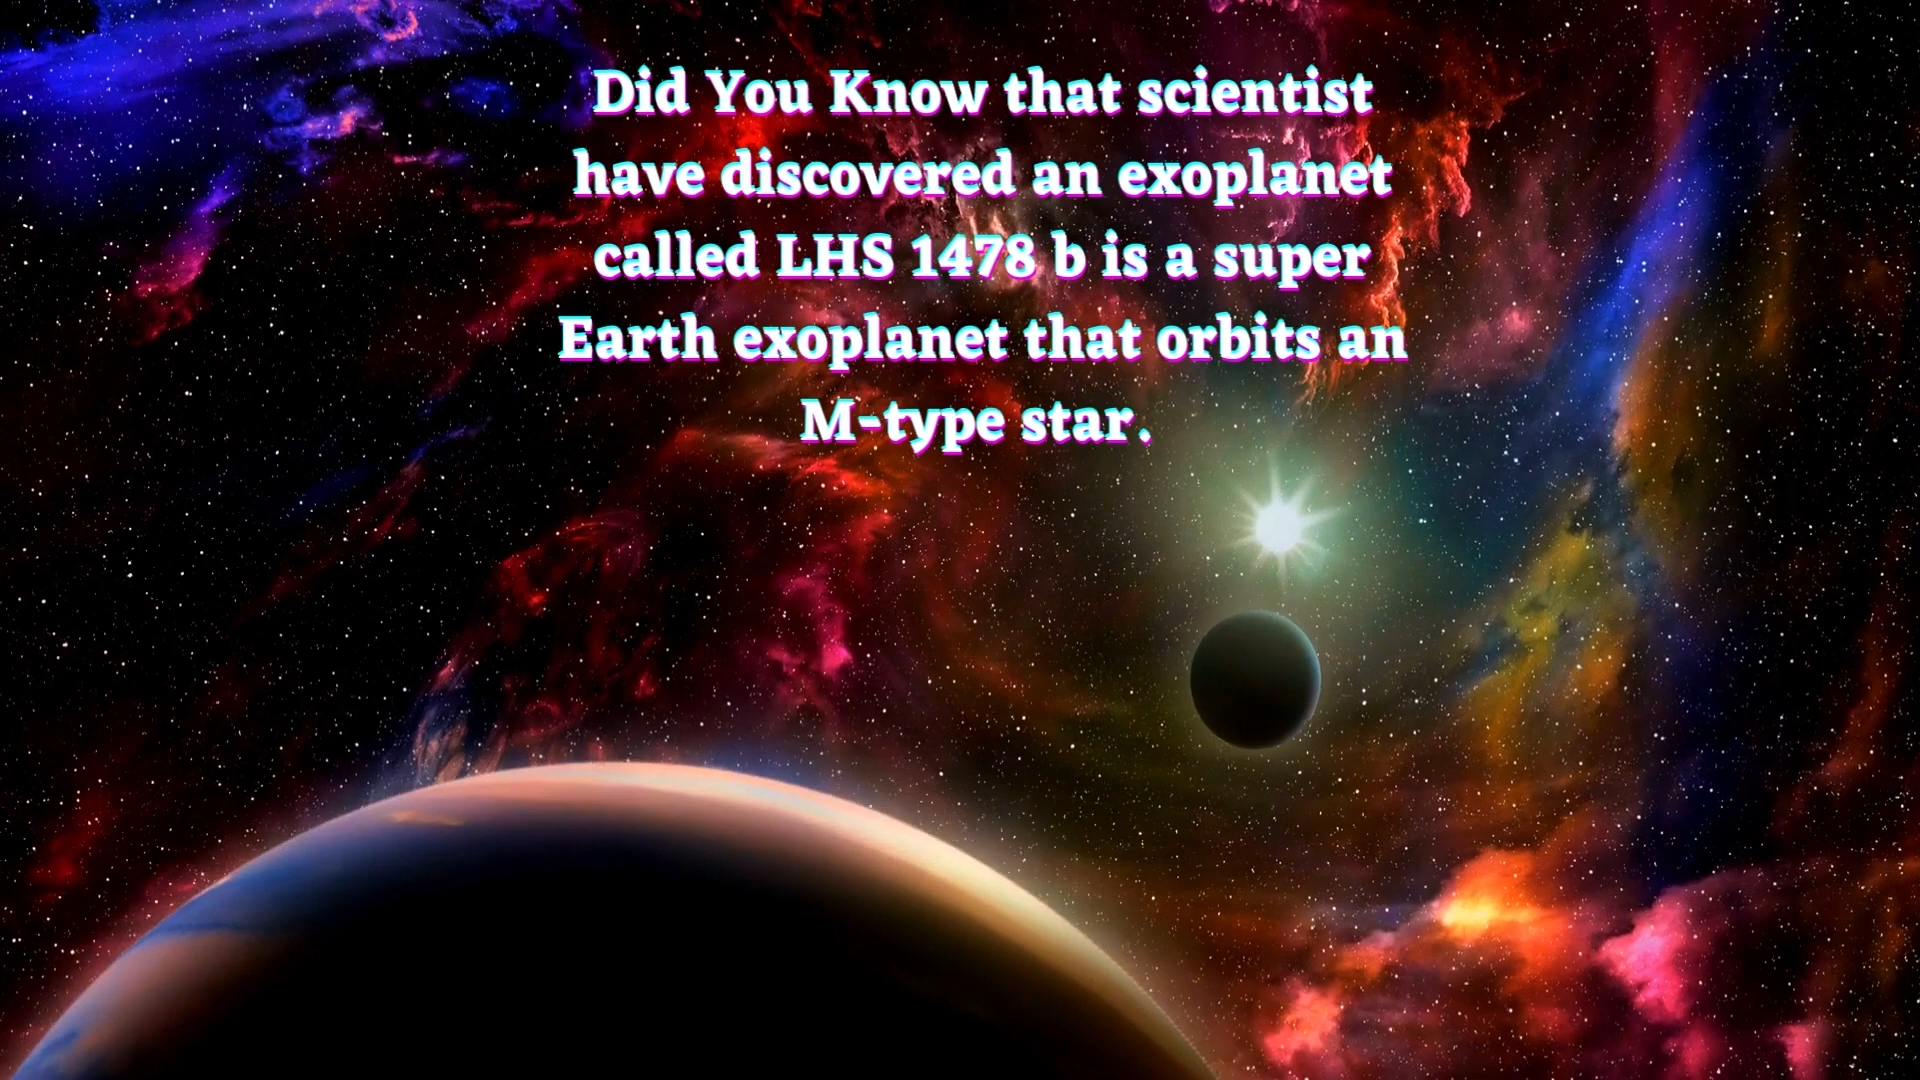 Did You Know that scientist
have discovered an exoplanet
called LHS 1478 b is a super
Earth exoplanet that orbits an
M-type star.